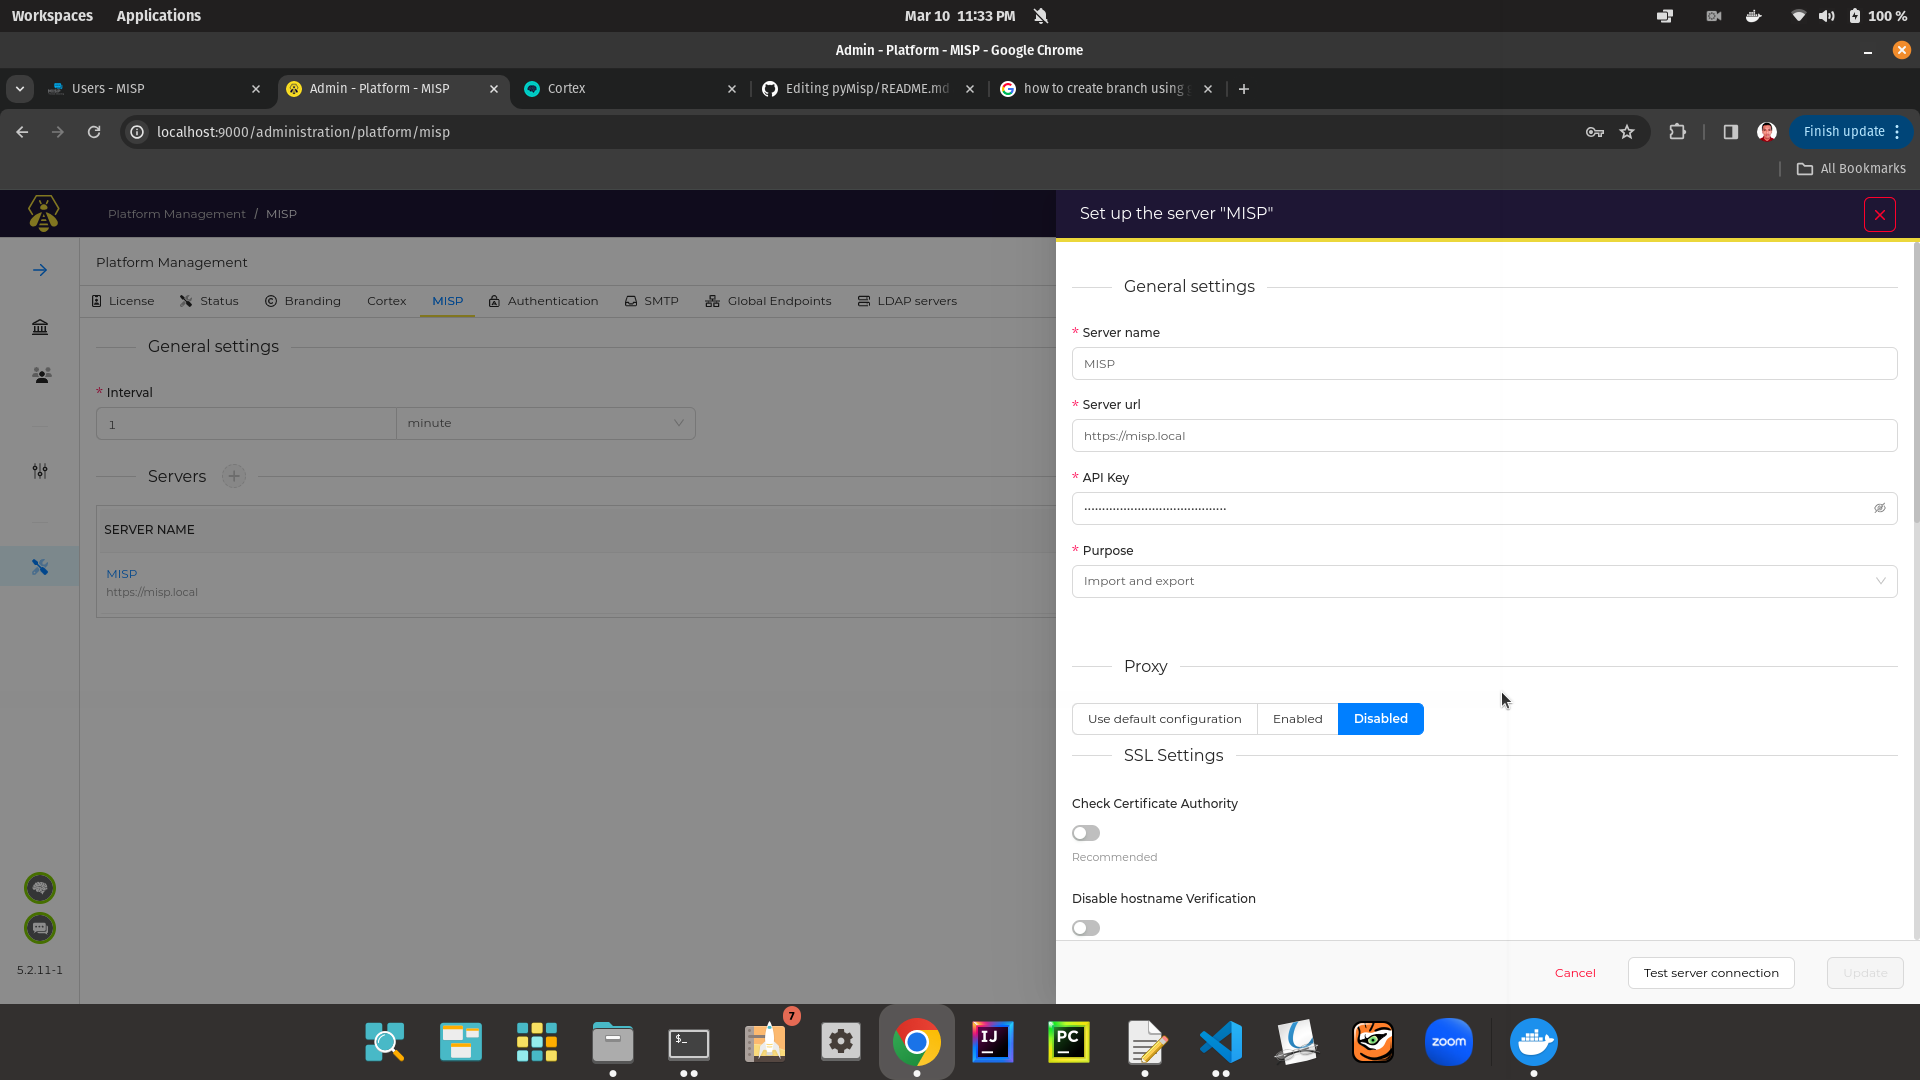 Workspaces Applications Mar 10 11:33 PM 100 %
Admin - Platform - MISP - Google Chrome
Users - MISP Admin - Platform - MISP Cortex Editing pyMisp/README.md how to create branch using
localhost:9000/administration/platform/misp Finish update
All Bookmarks
Platform Management / MISP
Platform Management
License Status Branding Cortex MISP Authentication SMTP Global Endpoints LDAP servers
General settings
* Interval
1 minute
Servers
SERVER NAME
MISP
https://misp.local
5.2.11-1
Set up the server "MISP"
General settings
* Server name
MISP
* Server url
https://misp.local
* API Key
* Purpose
Import and export
Proxy
Use default configuration Enabled Disabled
SSL Settings
Check Certificate Authority
Recommended
Disable hostname Verification
Cancel Test server connection Update
7
$_
IJ
PC
zoom